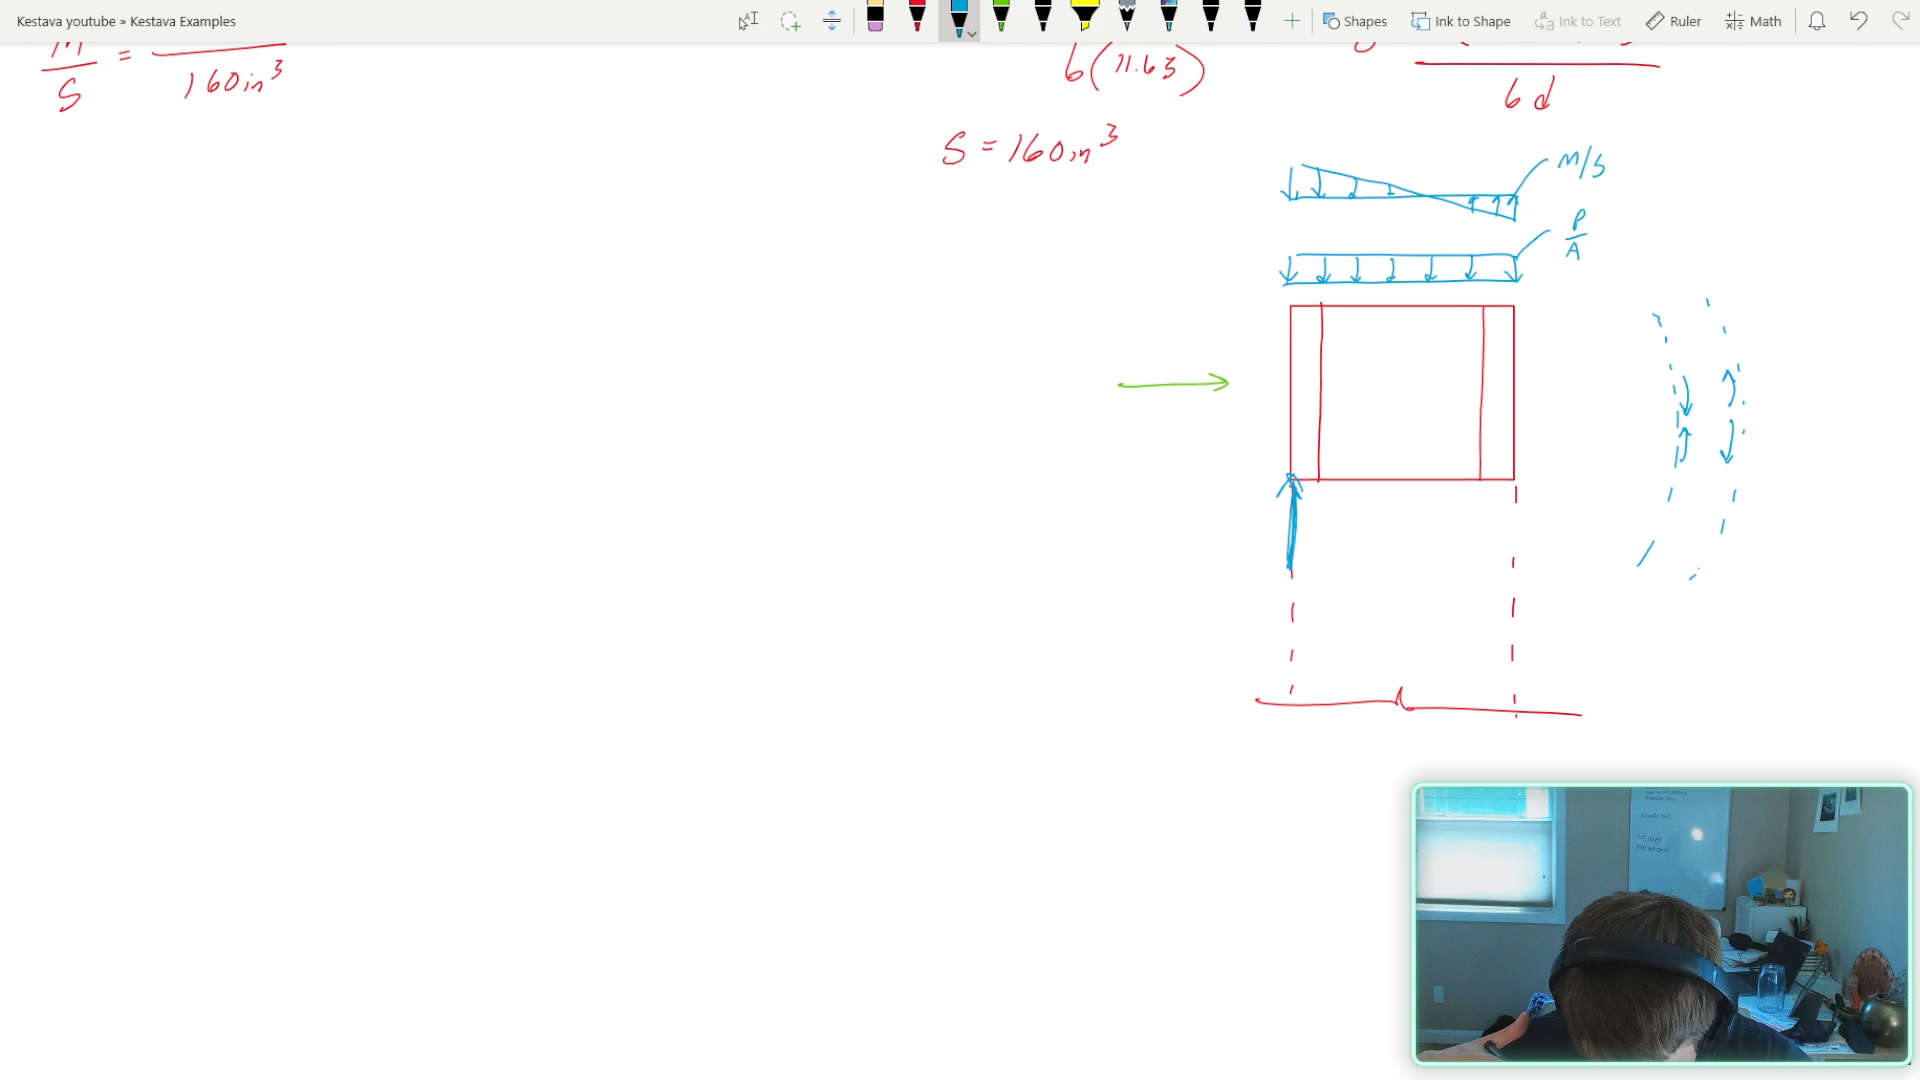 Kestava youtube » Kestava Examples
Shapes
Ink to Shape
Ink to Text
Ruler
Math
M/S =
160in³
6(11.63)
6d
S = 160in³
M/S
P/A